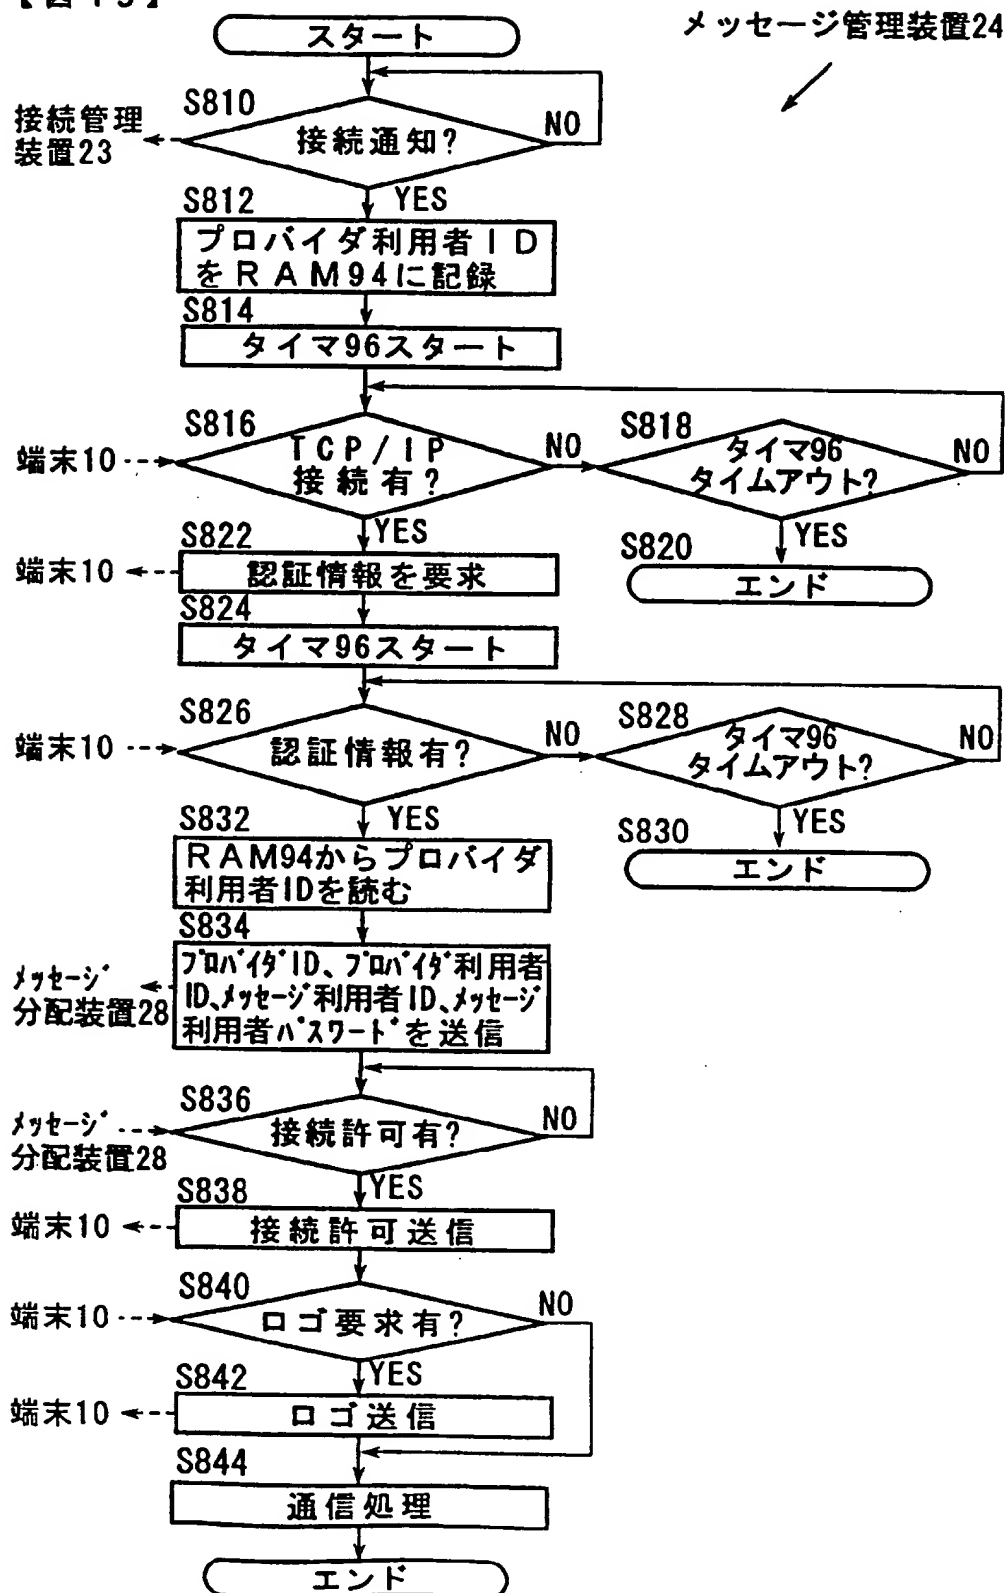 メッセージ管理装置24
スタート
S810
接続管理
装置23
接続通知?
NO
YES
S812
プロバイダ利用者ID
をRAM94に記録
S814
タイマ96スタート
S816
端末10
TCP/IP
接続有?
NO
YES
S818
タイマ96
タイムアウト?
NO
YES
S820
エンド
S822
端末10
認証情報を要求
S824
タイマ96スタート
S826
端末10
認証情報有?
NO
YES
S828
タイマ96
タイムアウト?
NO
YES
S830
エンド
S832
RAM94からプロバイダ
利用者IDを読む
S834
メッセージ
分配装置28
プロバイダID、プロバイダ利用者
ID、メッセージ利用者ID、メッセージ
利用者パスワードを送信
S836
メッセージ
分配装置28
接続許可有?
NO
YES
S838
端末10
接続許可送信
S840
端末10
ロゴ要求有?
NO
YES
S842
端末10
ロゴ送信
S844
通信処理
エンド